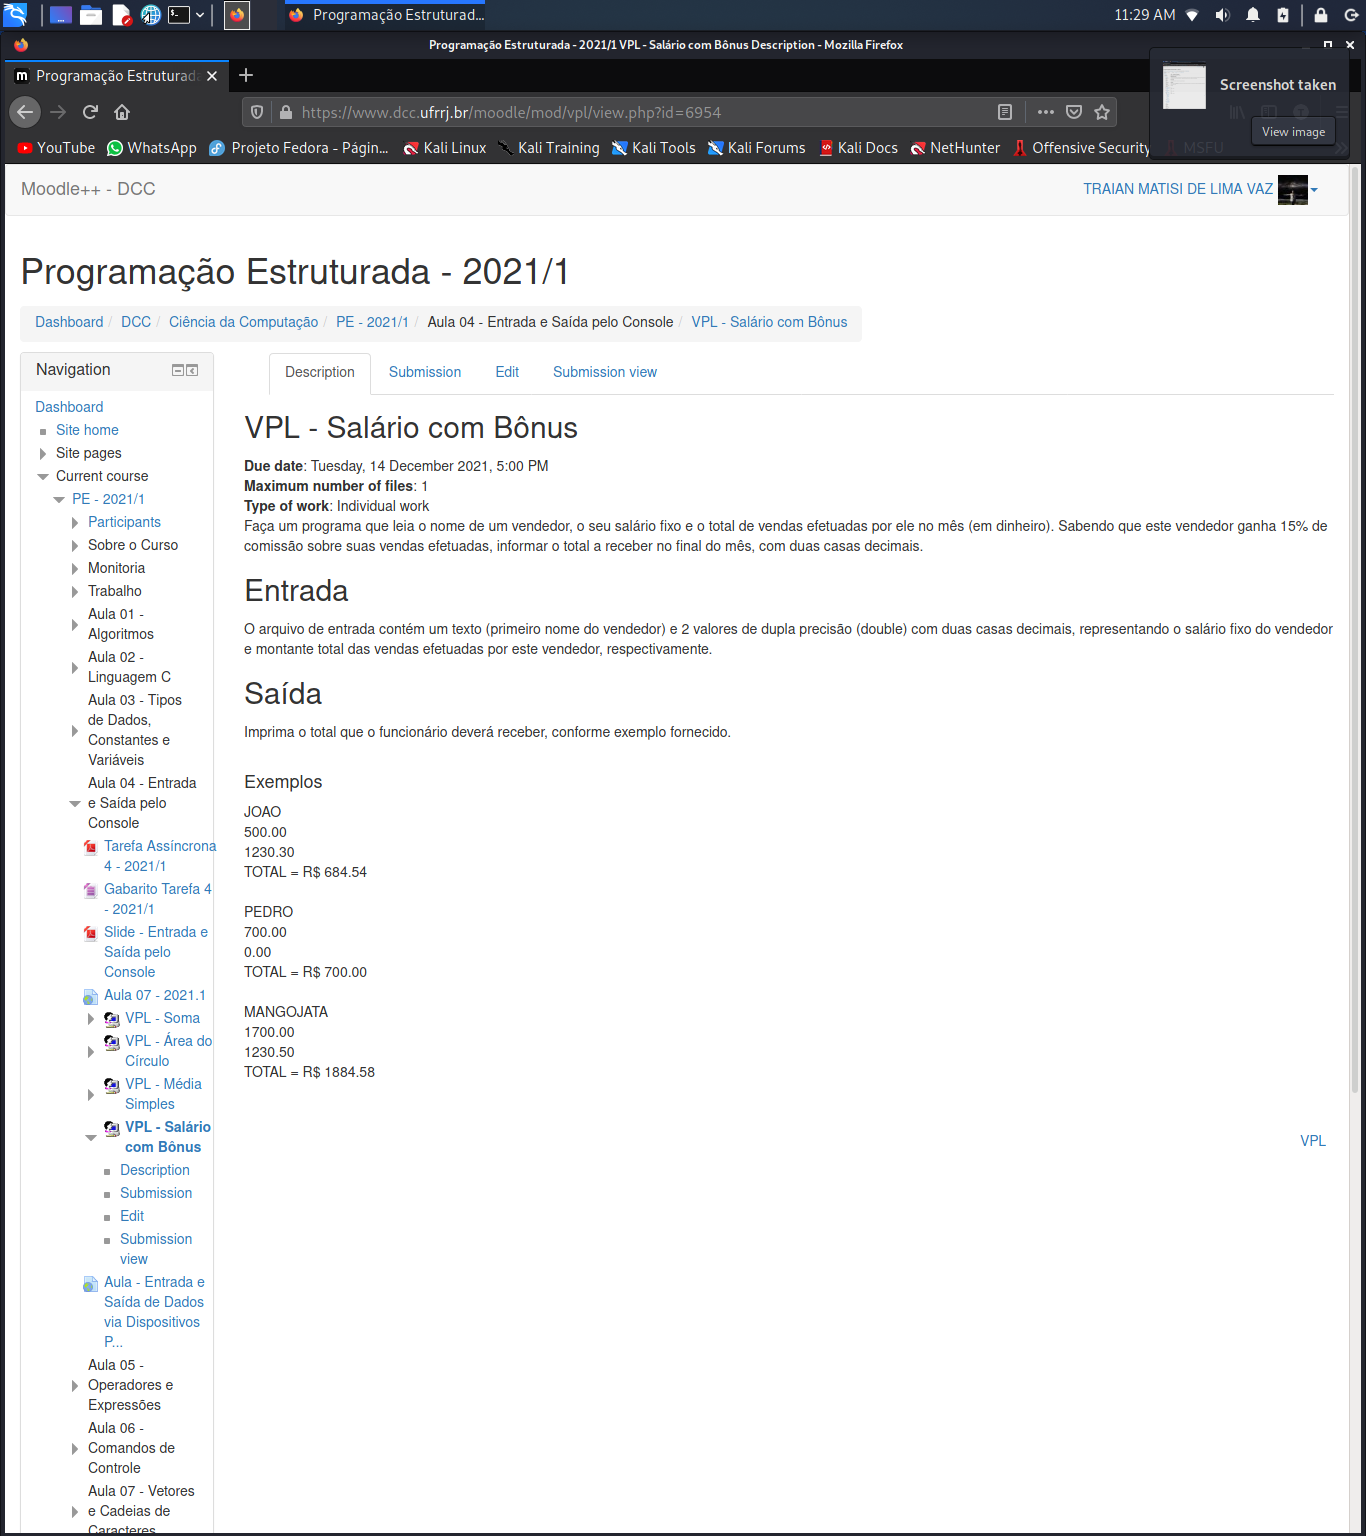 Programação Estruturad...
11:29 AM
Programação Estruturada - 2021/1 VPL - Salário com Bônus Description - Mozilla Firefox
Programação Estruturada
Screenshot taken
View image
https://www.dcc.ufrrj.br/moodle/mod/vpl/view.php?id=6954
YouTube
WhatsApp
Projeto Fedora - Págin...
Kali Linux
Kali Training
Kali Tools
Kali Forums
Kali Docs
NetHunter
Offensive Security
MSFU
Moodle++ - DCC
TRAIAN MATISI DE LIMA VAZ
Programação Estruturada - 2021/1
Dashboard / DCC / Ciência da Computação / PE - 2021/1 / Aula 04 - Entrada e Saída pelo Console / VPL - Salário com Bônus
Navigation
Dashboard
Site home
Site pages
Current course
PE - 2021/1
Participants
Sobre o Curso
Monitoria
Trabalho
Aula 01 -
Algoritmos
Aula 02 -
Linguagem C
Aula 03 - Tipos
de Dados,
Constantes e
Variáveis
Aula 04 - Entrada
e Saída pelo
Console
Tarefa Assíncrona
4 - 2021/1
Gabarito Tarefa 4
- 2021/1
Slide - Entrada e
Saída pelo
Console
Aula 07 - 2021.1
VPL - Soma
VPL - Área do
Círculo
VPL - Média
Simples
VPL - Salário
com Bônus
Description
Submission
Edit
Submission
view
Aula - Entrada e
Saída de Dados
via Dispositivos
P...
Aula 05 -
Operadores e
Expressões
Aula 06 -
Comandos de
Controle
Aula 07 - Vetores
e Cadeias de
Caracteres
Description
Submission
Edit
Submission view
VPL - Salário com Bônus
Due date: Tuesday, 14 December 2021, 5:00 PM
Maximum number of files: 1
Type of work: Individual work
Faça um programa que leia o nome de um vendedor, o seu salário fixo e o total de vendas efetuadas por ele no mês (em dinheiro). Sabendo que este vendedor ganha 15% de
comissão sobre suas vendas efetuadas, informar o total a receber no final do mês, com duas casas decimais.
Entrada
O arquivo de entrada contém um texto (primeiro nome do vendedor) e 2 valores de dupla precisão (double) com duas casas decimais, representando o salário fixo do vendedor
e montante total das vendas efetuadas por este vendedor, respectivamente.
Saída
Imprima o total que o funcionário deverá receber, conforme exemplo fornecido.
Exemplos
JOAO
500.00
1230.30
TOTAL = R$ 684.54
PEDRO
700.00
0.00
TOTAL = R$ 700.00
MANGOJATA
1700.00
1230.50
TOTAL = R$ 1884.58
VPL